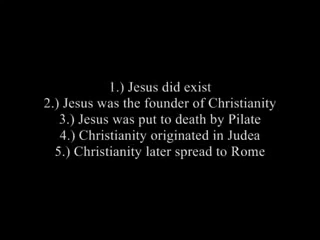 1.) Jesus did exist
2.) Jesus was the founder of Christianity
3.) Jesus was put to death by Pilate
4.) Christianity originated in Judea
5.) Christianity later spread to Rome